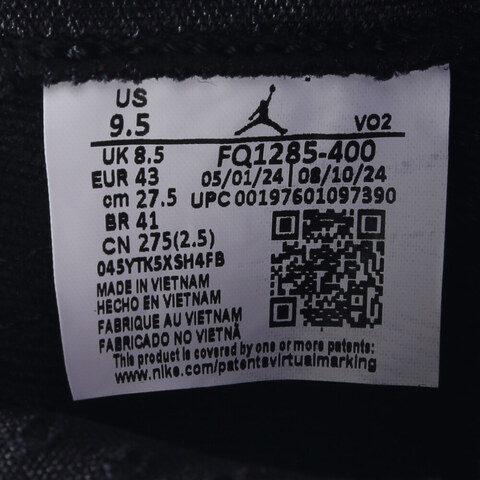 US
9.5
VO2
UK 8.5
FQ1285-400
EUR 43
05/01/24 | 08/10/24
cm 27.5
UPC 00197601097390
BR 41
CN 275(2.5)
045YTK5XSH4FB
MADE IN VIETNAM
HECHO EN VIETNAM
FABRIQUE AU VIETNAM
FABRICADO NO VIETNÃ
This product is covered by one or more patents. See
www.nike.com/patentsvirtualmarking